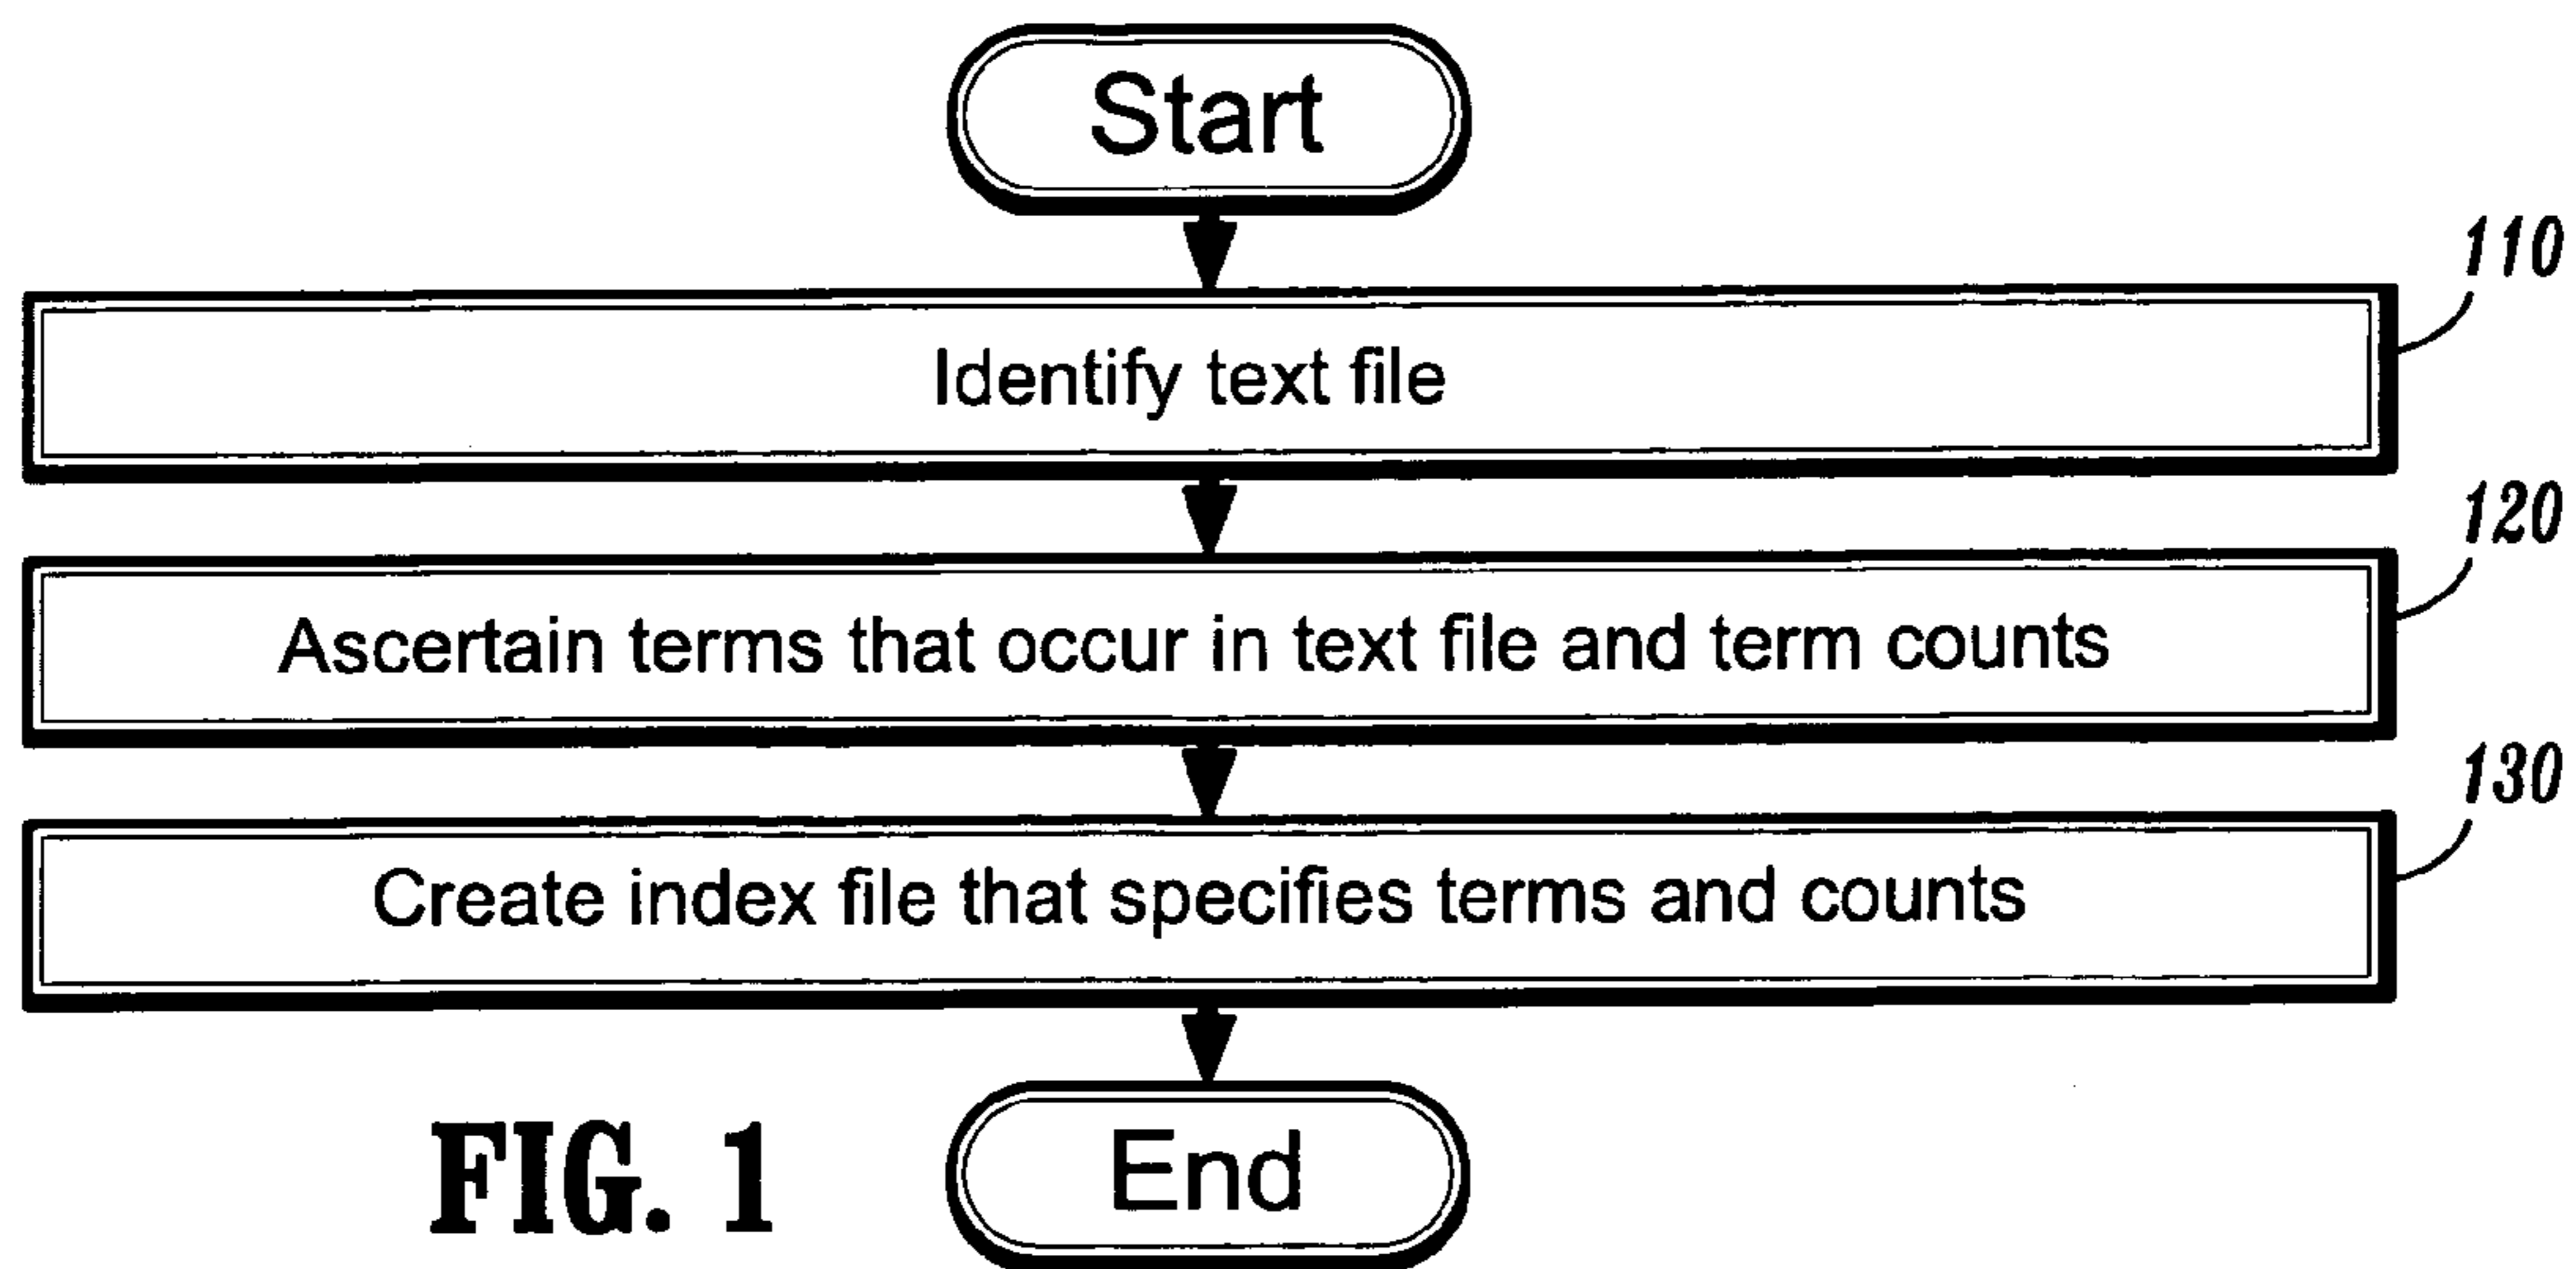 Start
110
Identify text file
120
Ascertain terms that occur in text file and term counts
130
Create index file that specifies terms and counts
FIG. 1
End